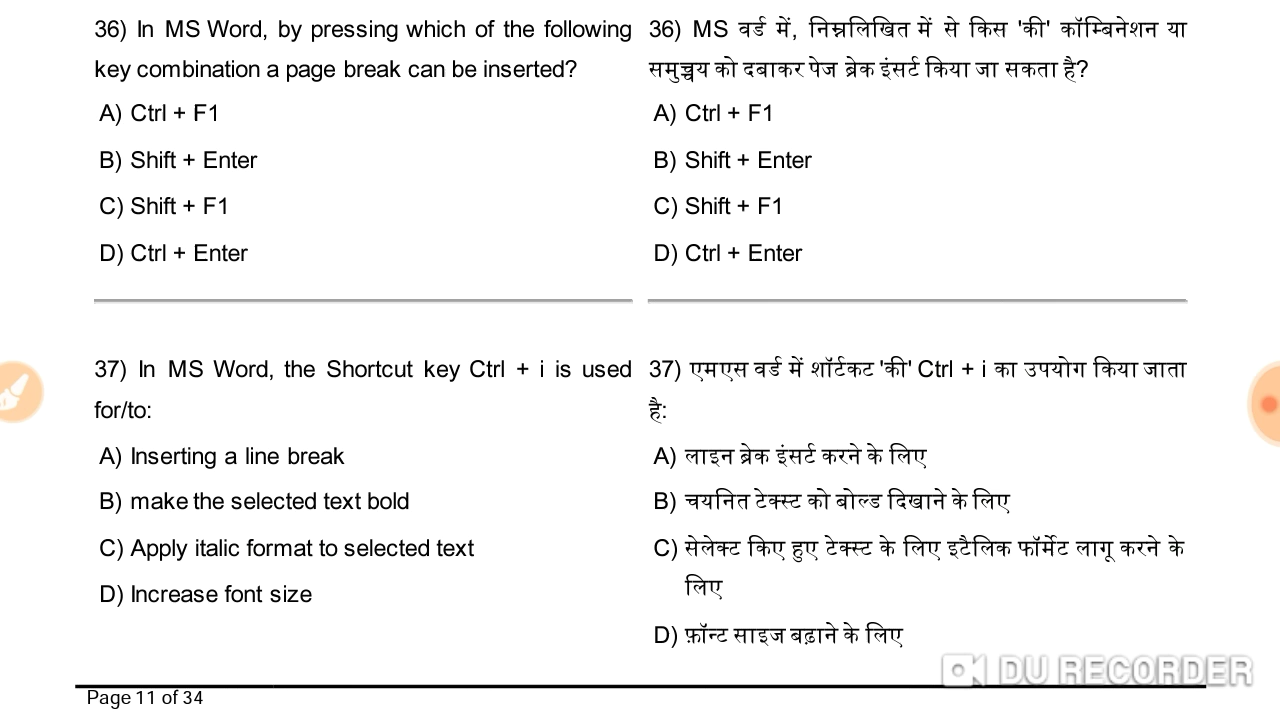 36) In MS Word, by pressing which of the following
key combination a page break can be inserted?
A) Ctrl + F1
B) Shift + Enter
C) Shift + F1
D) Ctrl + Enter
36) MS वर्ड में, निम्नलिखित में से किस 'की' कॉम्बिनेशन या
समुच्चय को दबाकर पेज ब्रेक इंसर्ट किया जा सकता है?
A) Ctrl + F1
B) Shift + Enter
C) Shift + F1
D) Ctrl + Enter
37) In MS Word, the Shortcut key Ctrl + i is used
for/to:
A) Inserting a line break
B) make the selected text bold
C) Apply italic format to selected text
D) Increase font size
37) एमएस वर्ड में शॉर्टकट 'की' Ctrl + i का उपयोग किया जाता
है:
A) लाइन ब्रेक इंसर्ट करने के लिए
B) चयनित टेक्स्ट को बोल्ड दिखाने के लिए
C) सेलेक्ट किए हुए टेक्स्ट के लिए इटैलिक फॉर्मेट लागू करने के
लिए
D) फ़ॉन्ट साइज बढ़ाने के लिए
DU RECORDER
Page 11 of 34